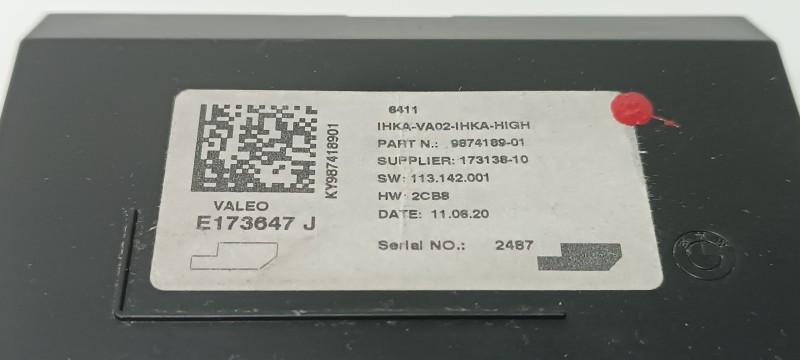 6411
IHKA-VA02-IHKA-HIGH
PART N.: 9874189-01
SUPPLIER: 173138-10
SW: 113.142.001
HW: 2CB8
DATE: 11.06.20
Serial NO.: 2487
KY987418901
VALEO
E173647 J